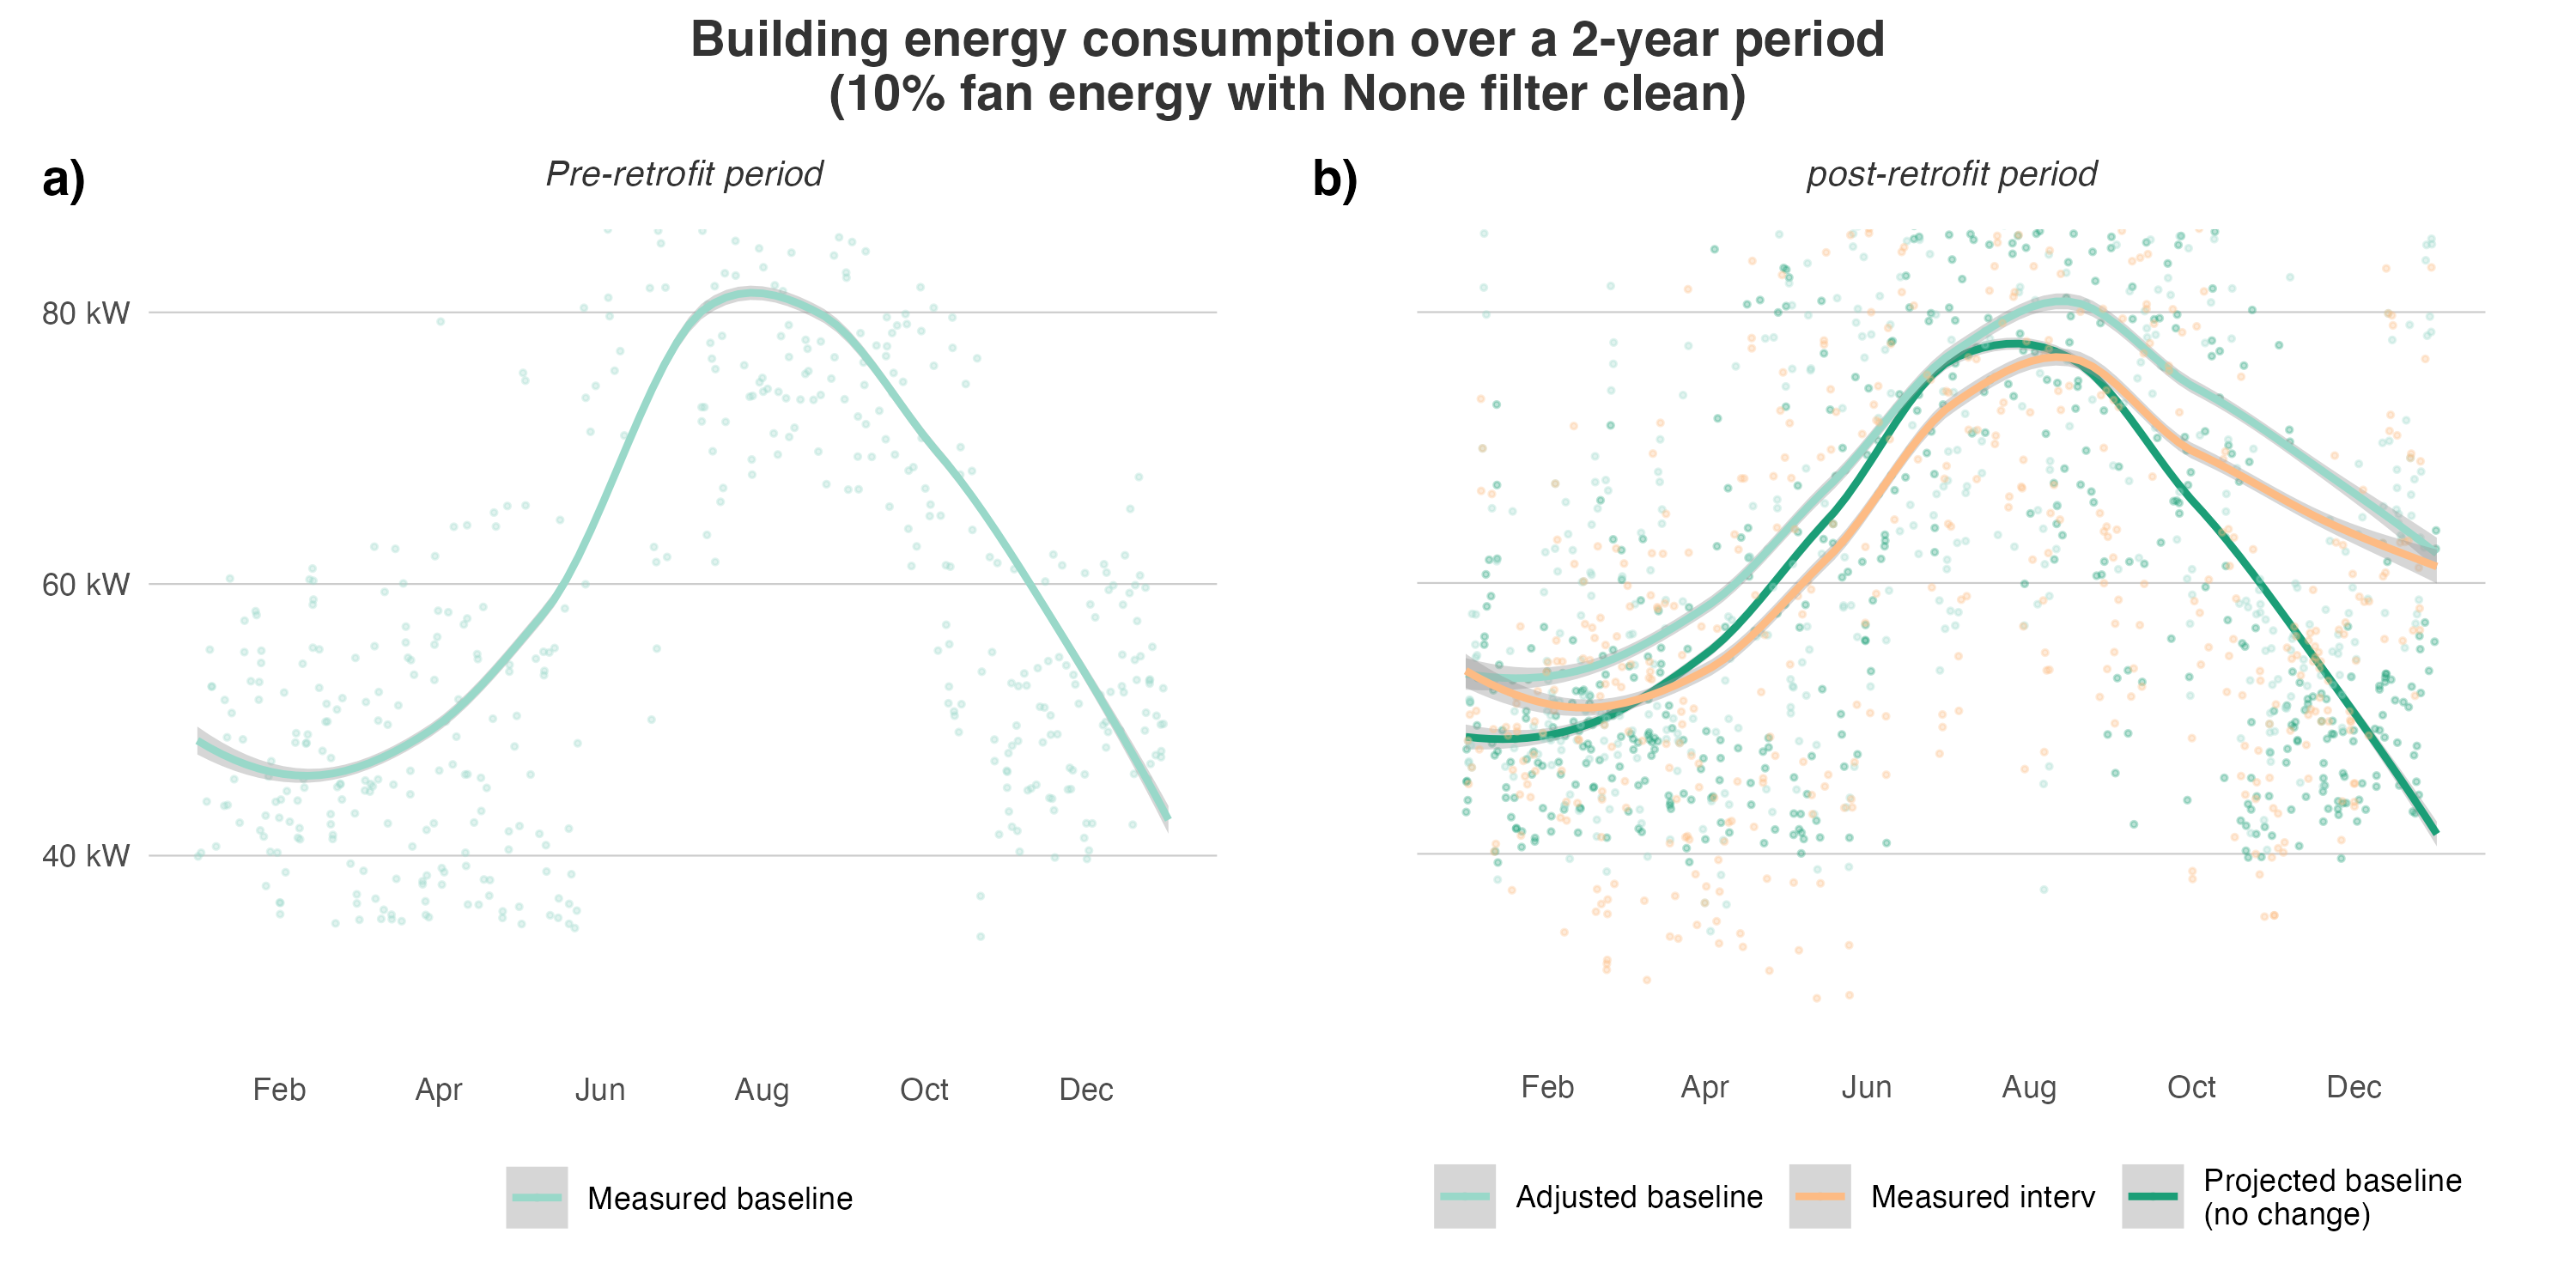 Building energy consumption over a 2-year period
(10% fan energy with None filter clean)
a)
Pre-retrofit period
80 kW
60 kW
40 kW
Feb Apr Jun Aug Oct Dec
Measured baseline
b)
post-retrofit period
Feb Apr Jun Aug Oct Dec
Adjusted baseline
Measured interv
Projected baseline
(no change)